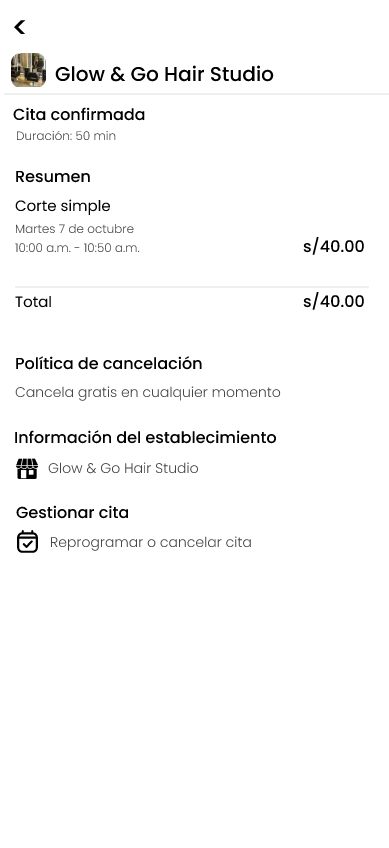 Glow & Go Hair Studio
Cita confirmada
Duración: 50 min
Resumen
Corte simple
Martes 7 de octubre
10:00 a.m. - 10:50 a.m. s/40.00
Total s/40.00
Política de cancelación
Cancela gratis en cualquier momento
Información del establecimiento
Glow & Go Hair Studio
Gestionar cita
Reprogramar o cancelar cita